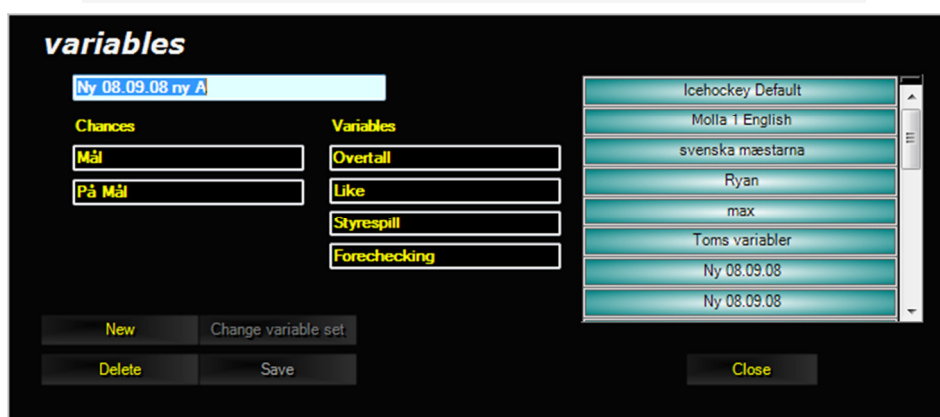 variables
Ny 08.09.08 ny A
Chances
Mål
På Mål
Variables
Overtall
Like
Styrespill
Forechecking
Icehockey Default
Molla 1 English
svenska mæstarna
Ryan
max
Toms variabler
Ny 08.09.08
Ny 08.09.08
New
Change variable set
Delete
Save
Close